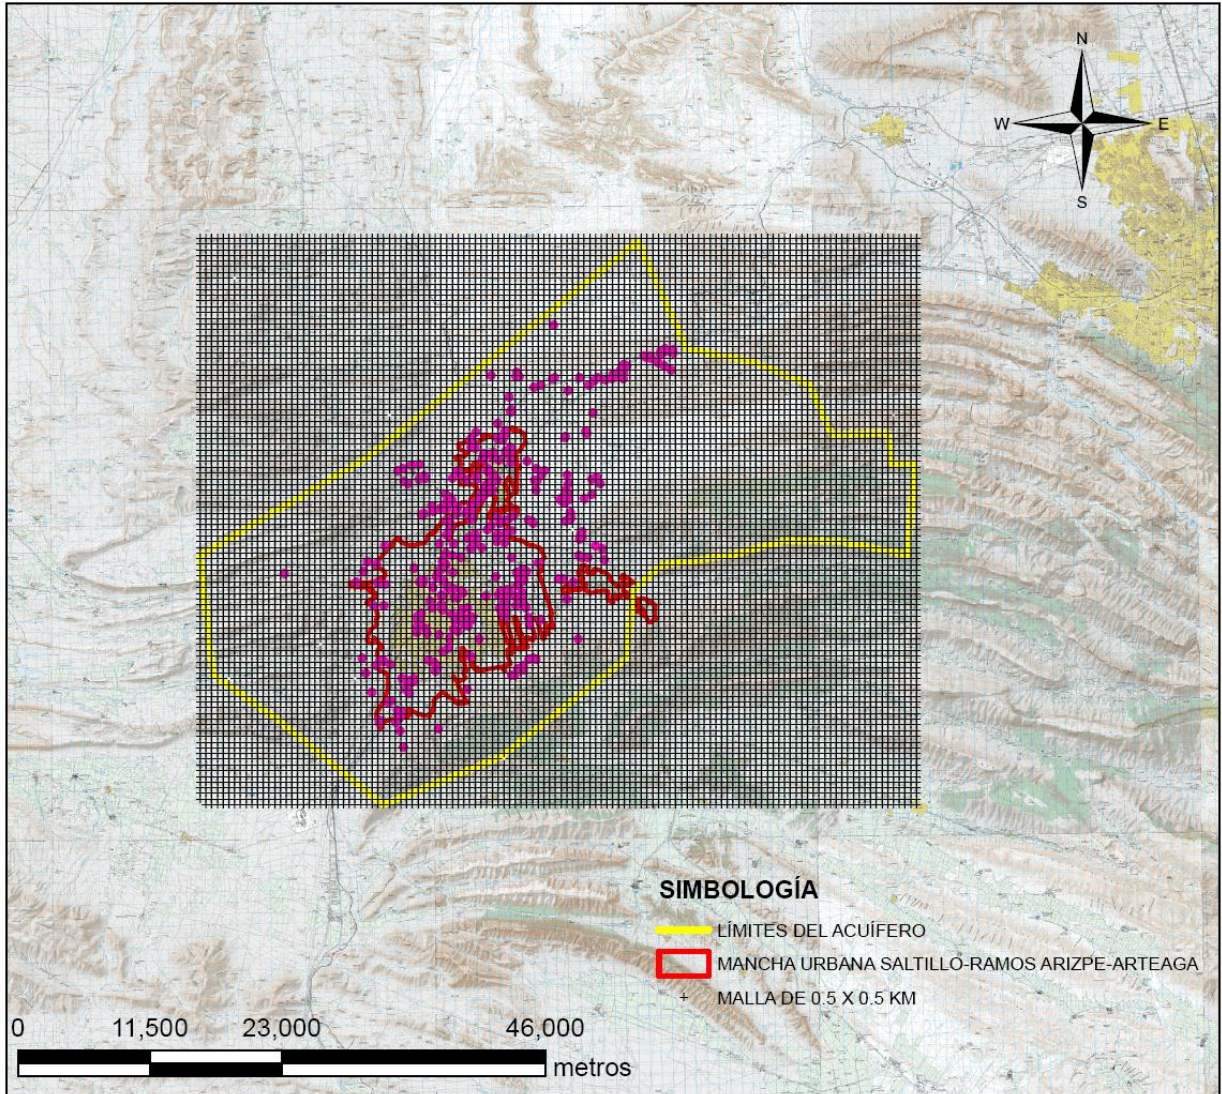 N
W E
S
SIMBOLOGÍA
LÍMITES DEL ACUÍFERO
MANCHA URBANA SALTILLO-RAMOS ARIZPE-ARTEAGA
MALLA DE 0.5 X 0.5 KM
0 11,500 23,000 46,000
metros